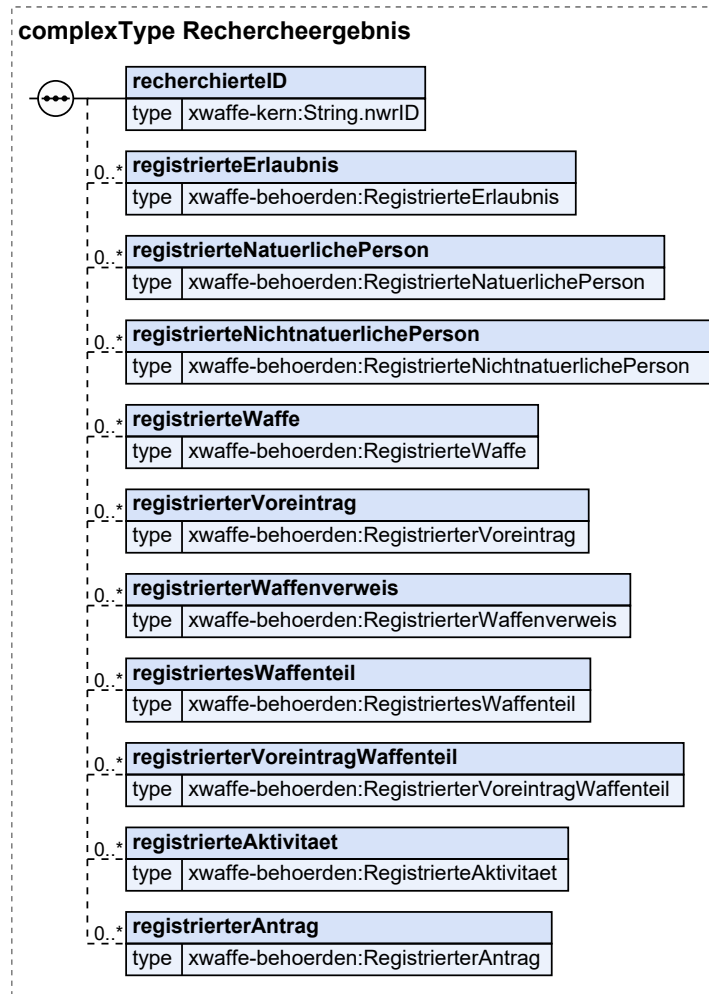 complexType Rechercheergebnis
recherchierteID
type xwaffe-kern:String.nwrID
0..* registrierteErlaubnis
type xwaffe-behoerden:RegistrierteErlaubnis
0..* registrierteNatuerlichePerson
type xwaffe-behoerden:RegistrierteNatuerlichePerson
0..* registrierteNichtnatuerlichePerson
type xwaffe-behoerden:RegistrierteNichtnatuerlichePerson
0..* registrierteWaffe
type xwaffe-behoerden:RegistrierteWaffe
0..* registrierterVoreintrag
type xwaffe-behoerden:RegistrierterVoreintrag
0..* registrierterWaffenverweis
type xwaffe-behoerden:RegistrierterWaffenverweis
0..* registriertesWaffenteil
type xwaffe-behoerden:RegistriertesWaffenteil
0..* registrierterVoreintragWaffenteil
type xwaffe-behoerden:RegistrierterVoreintragWaffenteil
0..* registrierteAktivitaet
type xwaffe-behoerden:RegistrierteAktivitaet
0..* registrierterAntrag
type xwaffe-behoerden:RegistrierterAntrag